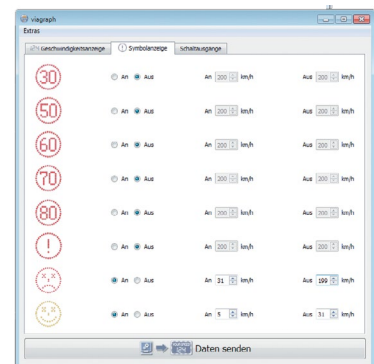 viagraph
Extras
Geschwindigkeitsanzeige Symbolanzeige Schaltausgänge
30 An Aus An 200 km/h Aus 200 km/h
50 An Aus An 200 km/h Aus 200 km/h
60 An Aus An 200 km/h Aus 200 km/h
70 An Aus An 200 km/h Aus 200 km/h
80 An Aus An 200 km/h Aus 200 km/h
! An Aus An 200 km/h Aus 200 km/h
An Aus An 31 km/h Aus 199 km/h
An Aus An 5 km/h Aus 31 km/h
Daten senden